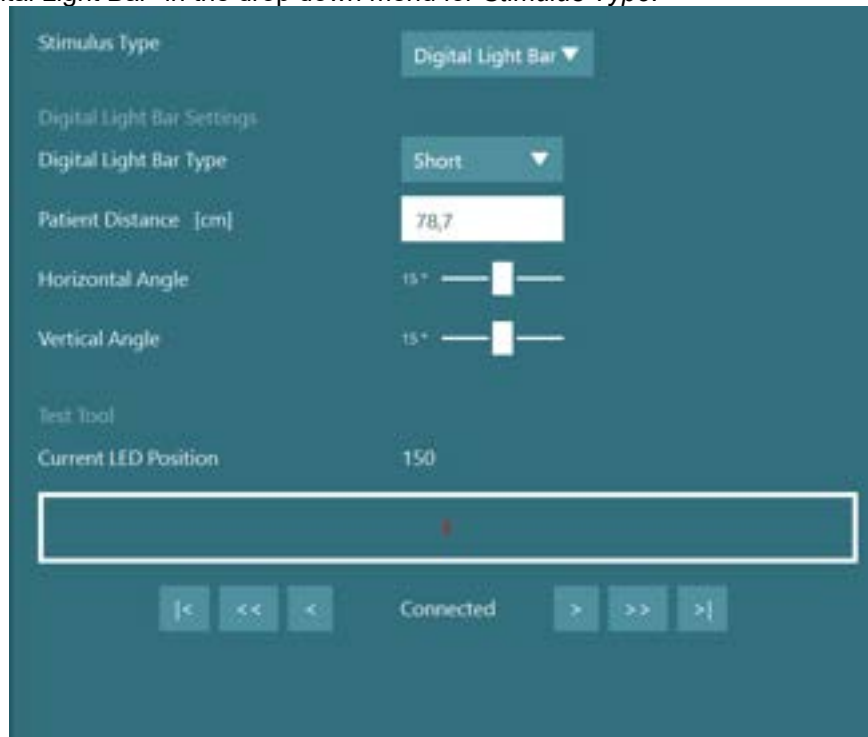 tal Light Bar" in the drop down menu for Stimulus Type.
Stimulus Type Digital Light Bar ▼
Digital Light Bar Settings
Digital Light Bar Type Short ▼
Patient Distance [cm] 78,7
Horizontal Angle 15 °
Vertical Angle 15 °
Test Tool
Current LED Position 150
|< << < Connected > >> >|